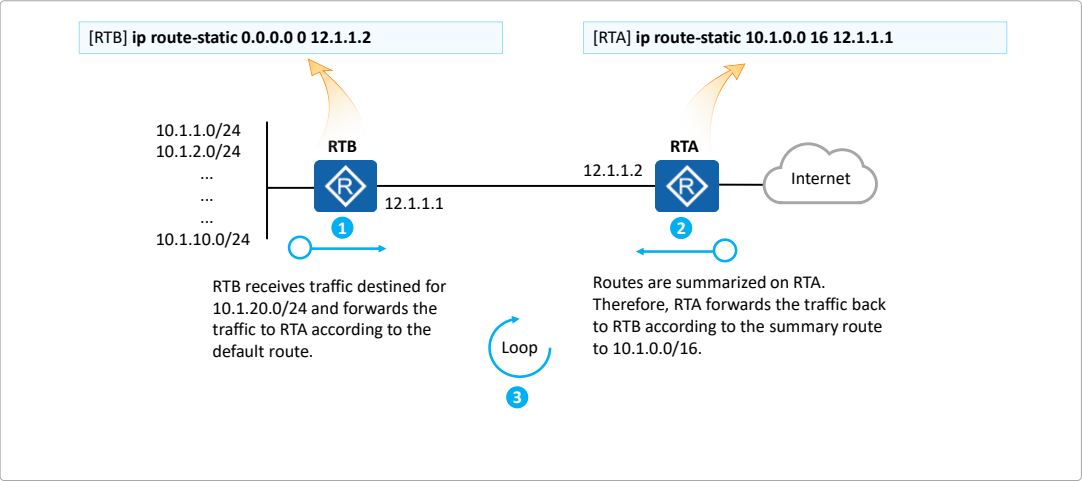 [RTB] ip route-static 0.0.0.0 0 12.1.1.2
[RTA] ip route-static 10.1.0.0 16 12.1.1.1
10.1.1.0/24
10.1.2.0/24
...
...
...
10.1.10.0/24
RTB
R
12.1.1.1
12.1.1.2
RTA
R
Internet
1
RTB receives traffic destined for
10.1.20.0/24 and forwards the
traffic to RTA according to the
default route.
2
Routes are summarized on RTA.
Therefore, RTA forwards the traffic back
to RTB according to the summary route
to 10.1.0.0/16.
Loop
3